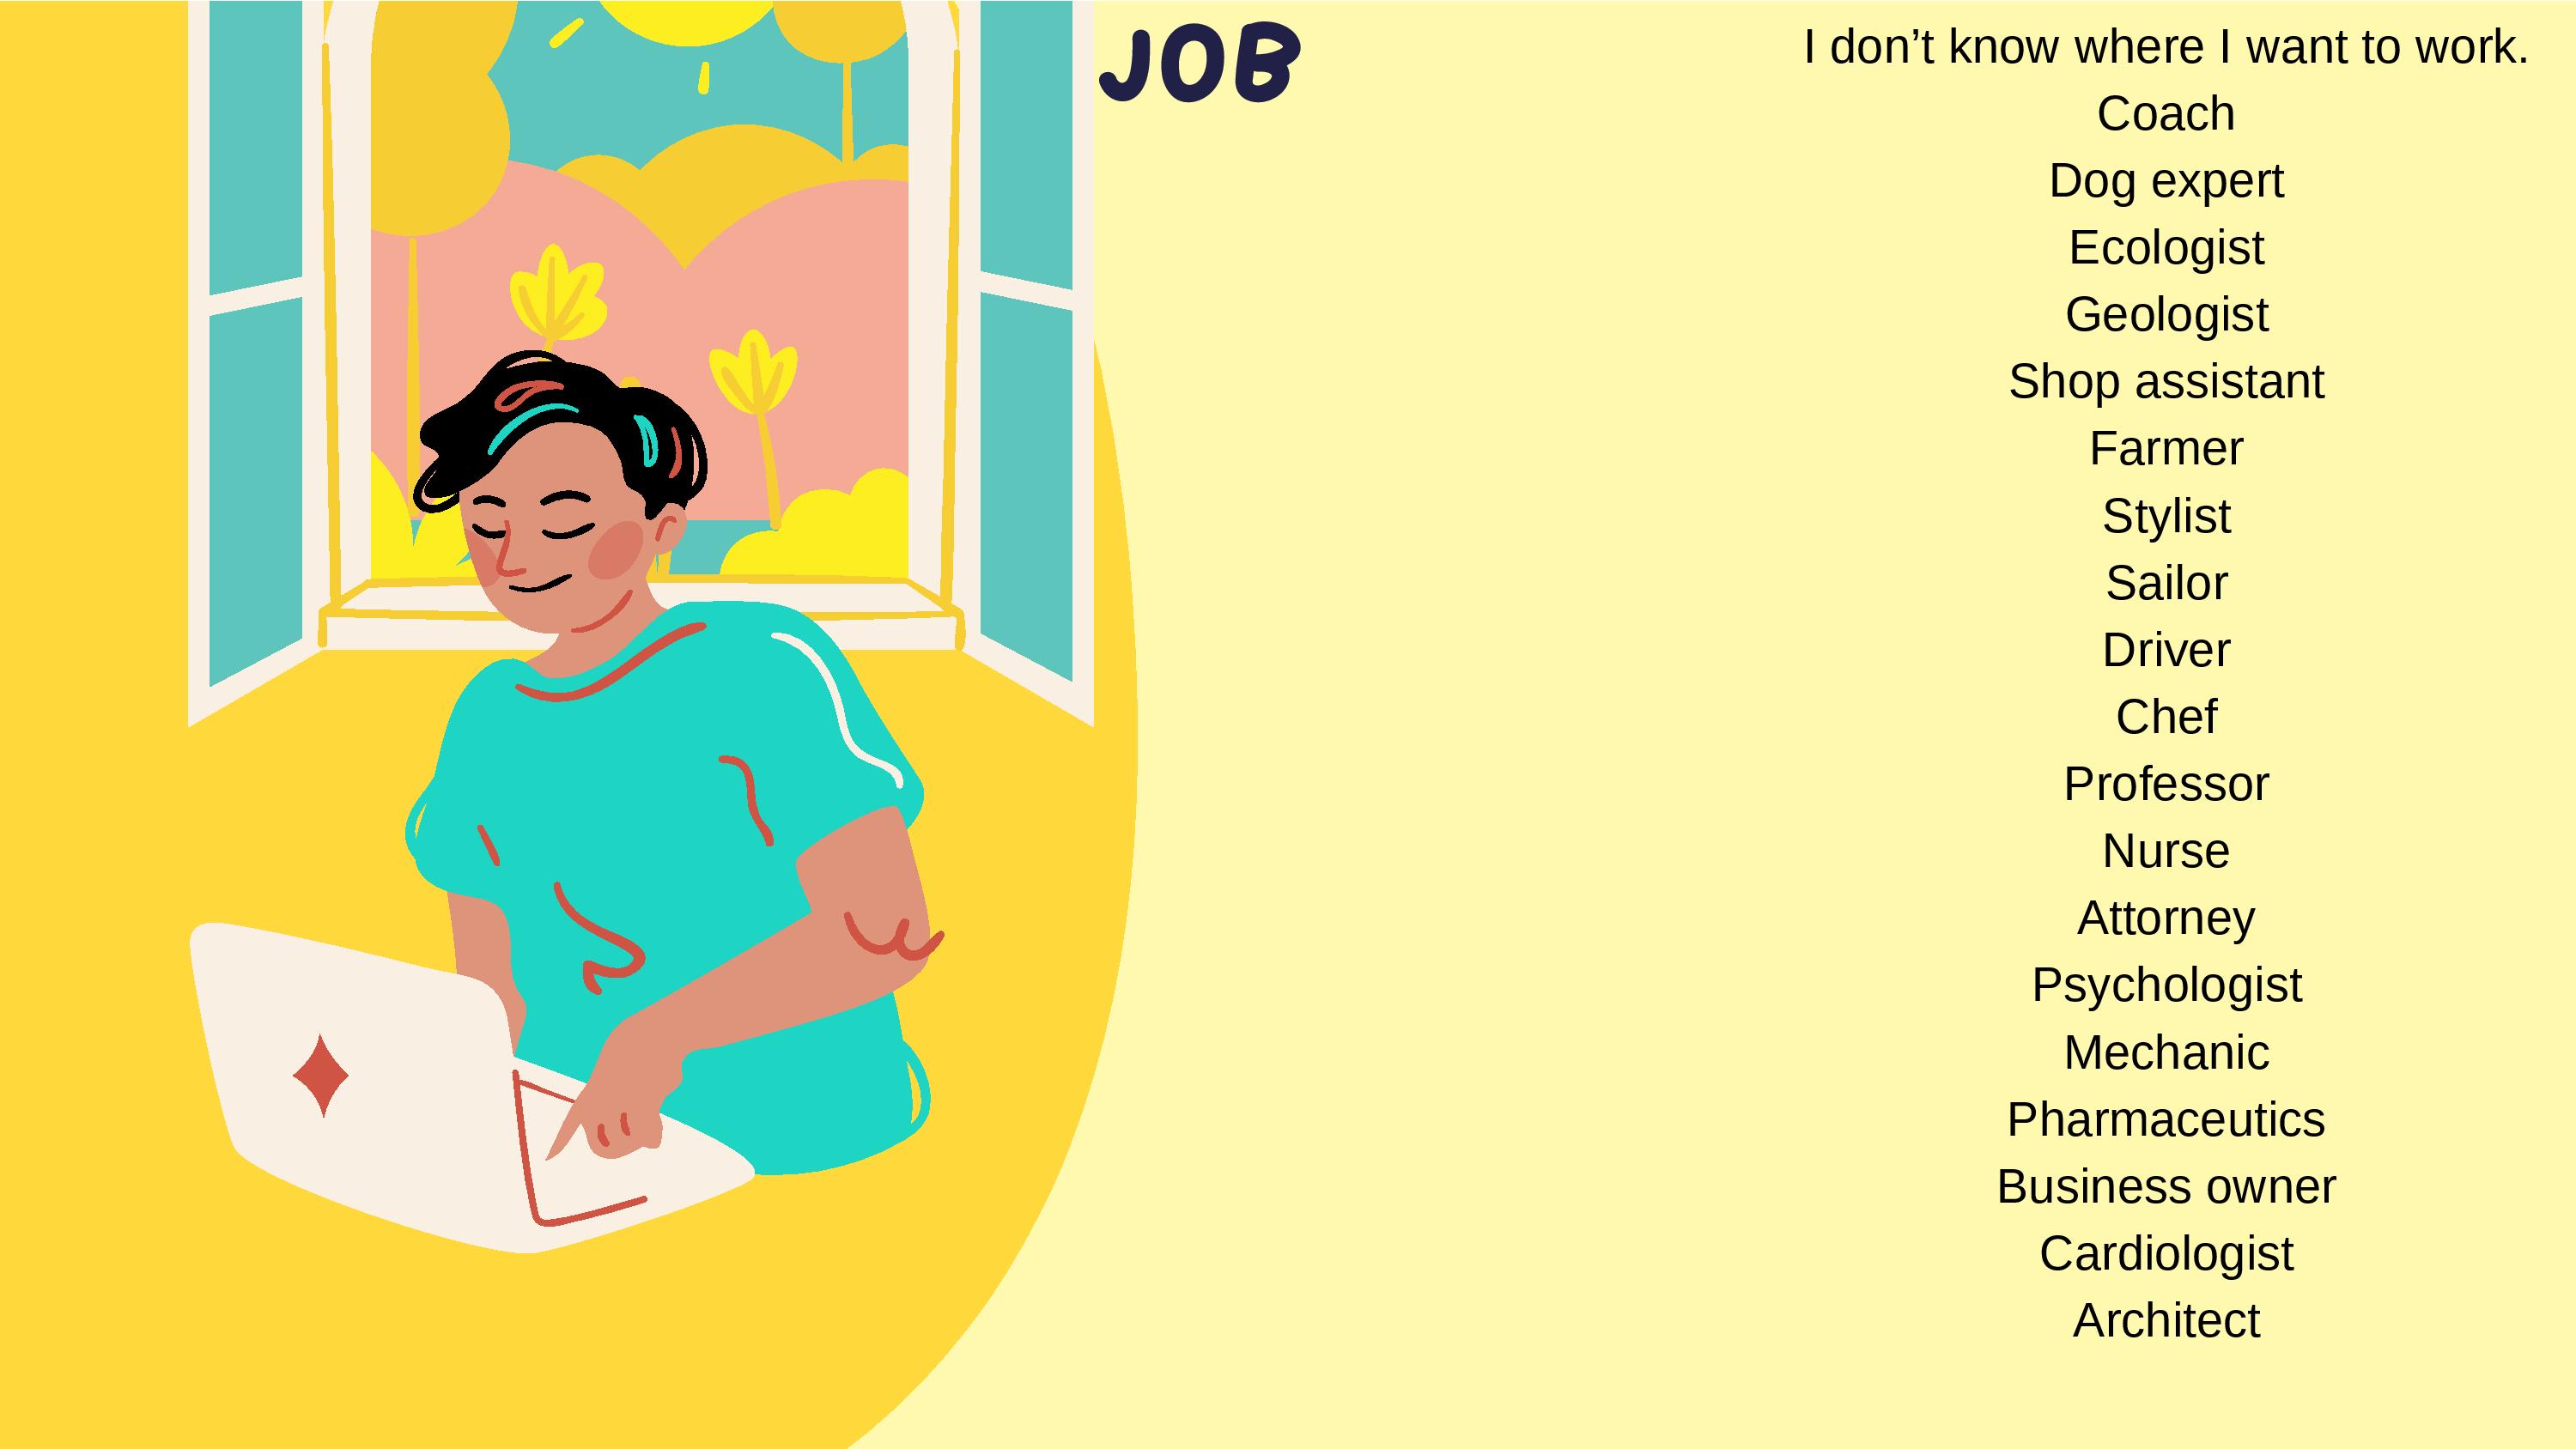 JOB
I don’t know where I want to work.
Coach
Dog expert
Ecologist
Geologist
Shop assistant
Farmer
Stylist
Sailor
Driver
Chef
Professor
Nurse
Attorney
Psychologist
Mechanic
Pharmaceutics
Business owner
Cardiologist
Architect